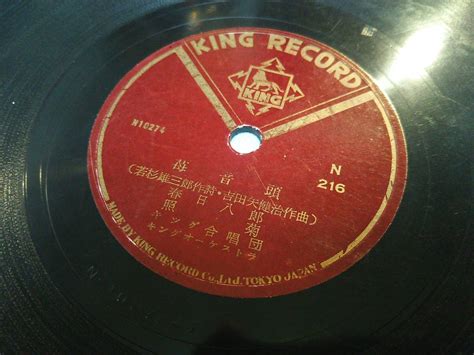 KING RECORD
KING
N10274
N
216
苺音頭
(若杉雄三郎作詩・吉田矢健治作曲)
春日八郎
照菊
キング合唱団
キングオーケストラ
MADE BY KING RECORD Co., LTD. TOKYO JAPAN